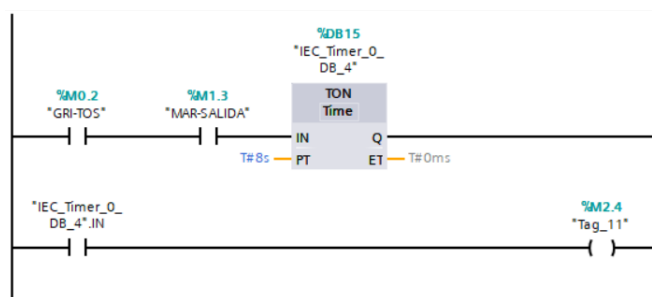 %DB15
"IEC_Timer_0_
DB_4"
%M0.2
"GRI-TOS"
%M1.3
"MAR-SALIDA"
TON
Time
IN
Q
T#8s
PT
ET
T#0ms
"IEC_Timer_0_
DB_4".IN
%M2.4
"Tag_11"